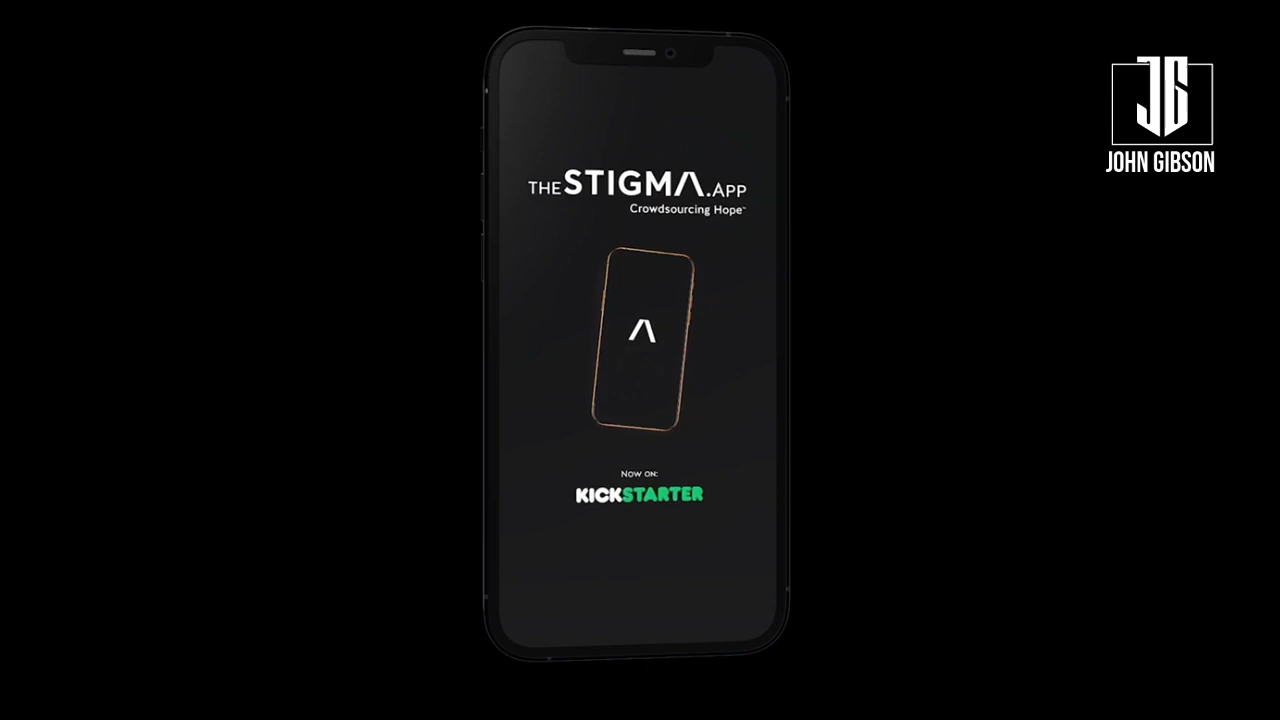 THE STIGMA.APP
Crowdsourcing Hope™
NOW ON:
KICKSTARTER
JG
JOHN GIBSON